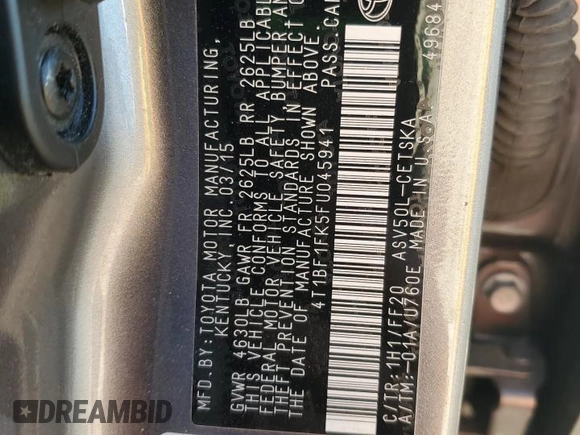 MFD.BY: TOYOTA MOTOR MANUFACTURING,
KENTUCKY, INC. 03/15
GVWR 4630LB GAWR FR 2625LB RR 2625LB
THIS VEHICLE CONFORMS TO ALL APPLICABLE
FEDERAL MOTOR VEHICLE SAFETY, BUMPER AN
THEFT PREVENTION STANDARDS IN EFFECT O
THE DATE OF MANUFACTURE SHOWN ABOVE.
4T1BF1FK5FU045941 PASS. CAR
C/TR: 1H1/FF20 ASV50L-CETSKA
A/TM:-01A/U760E MADE IN U.S.A. 49684
DREAMBID